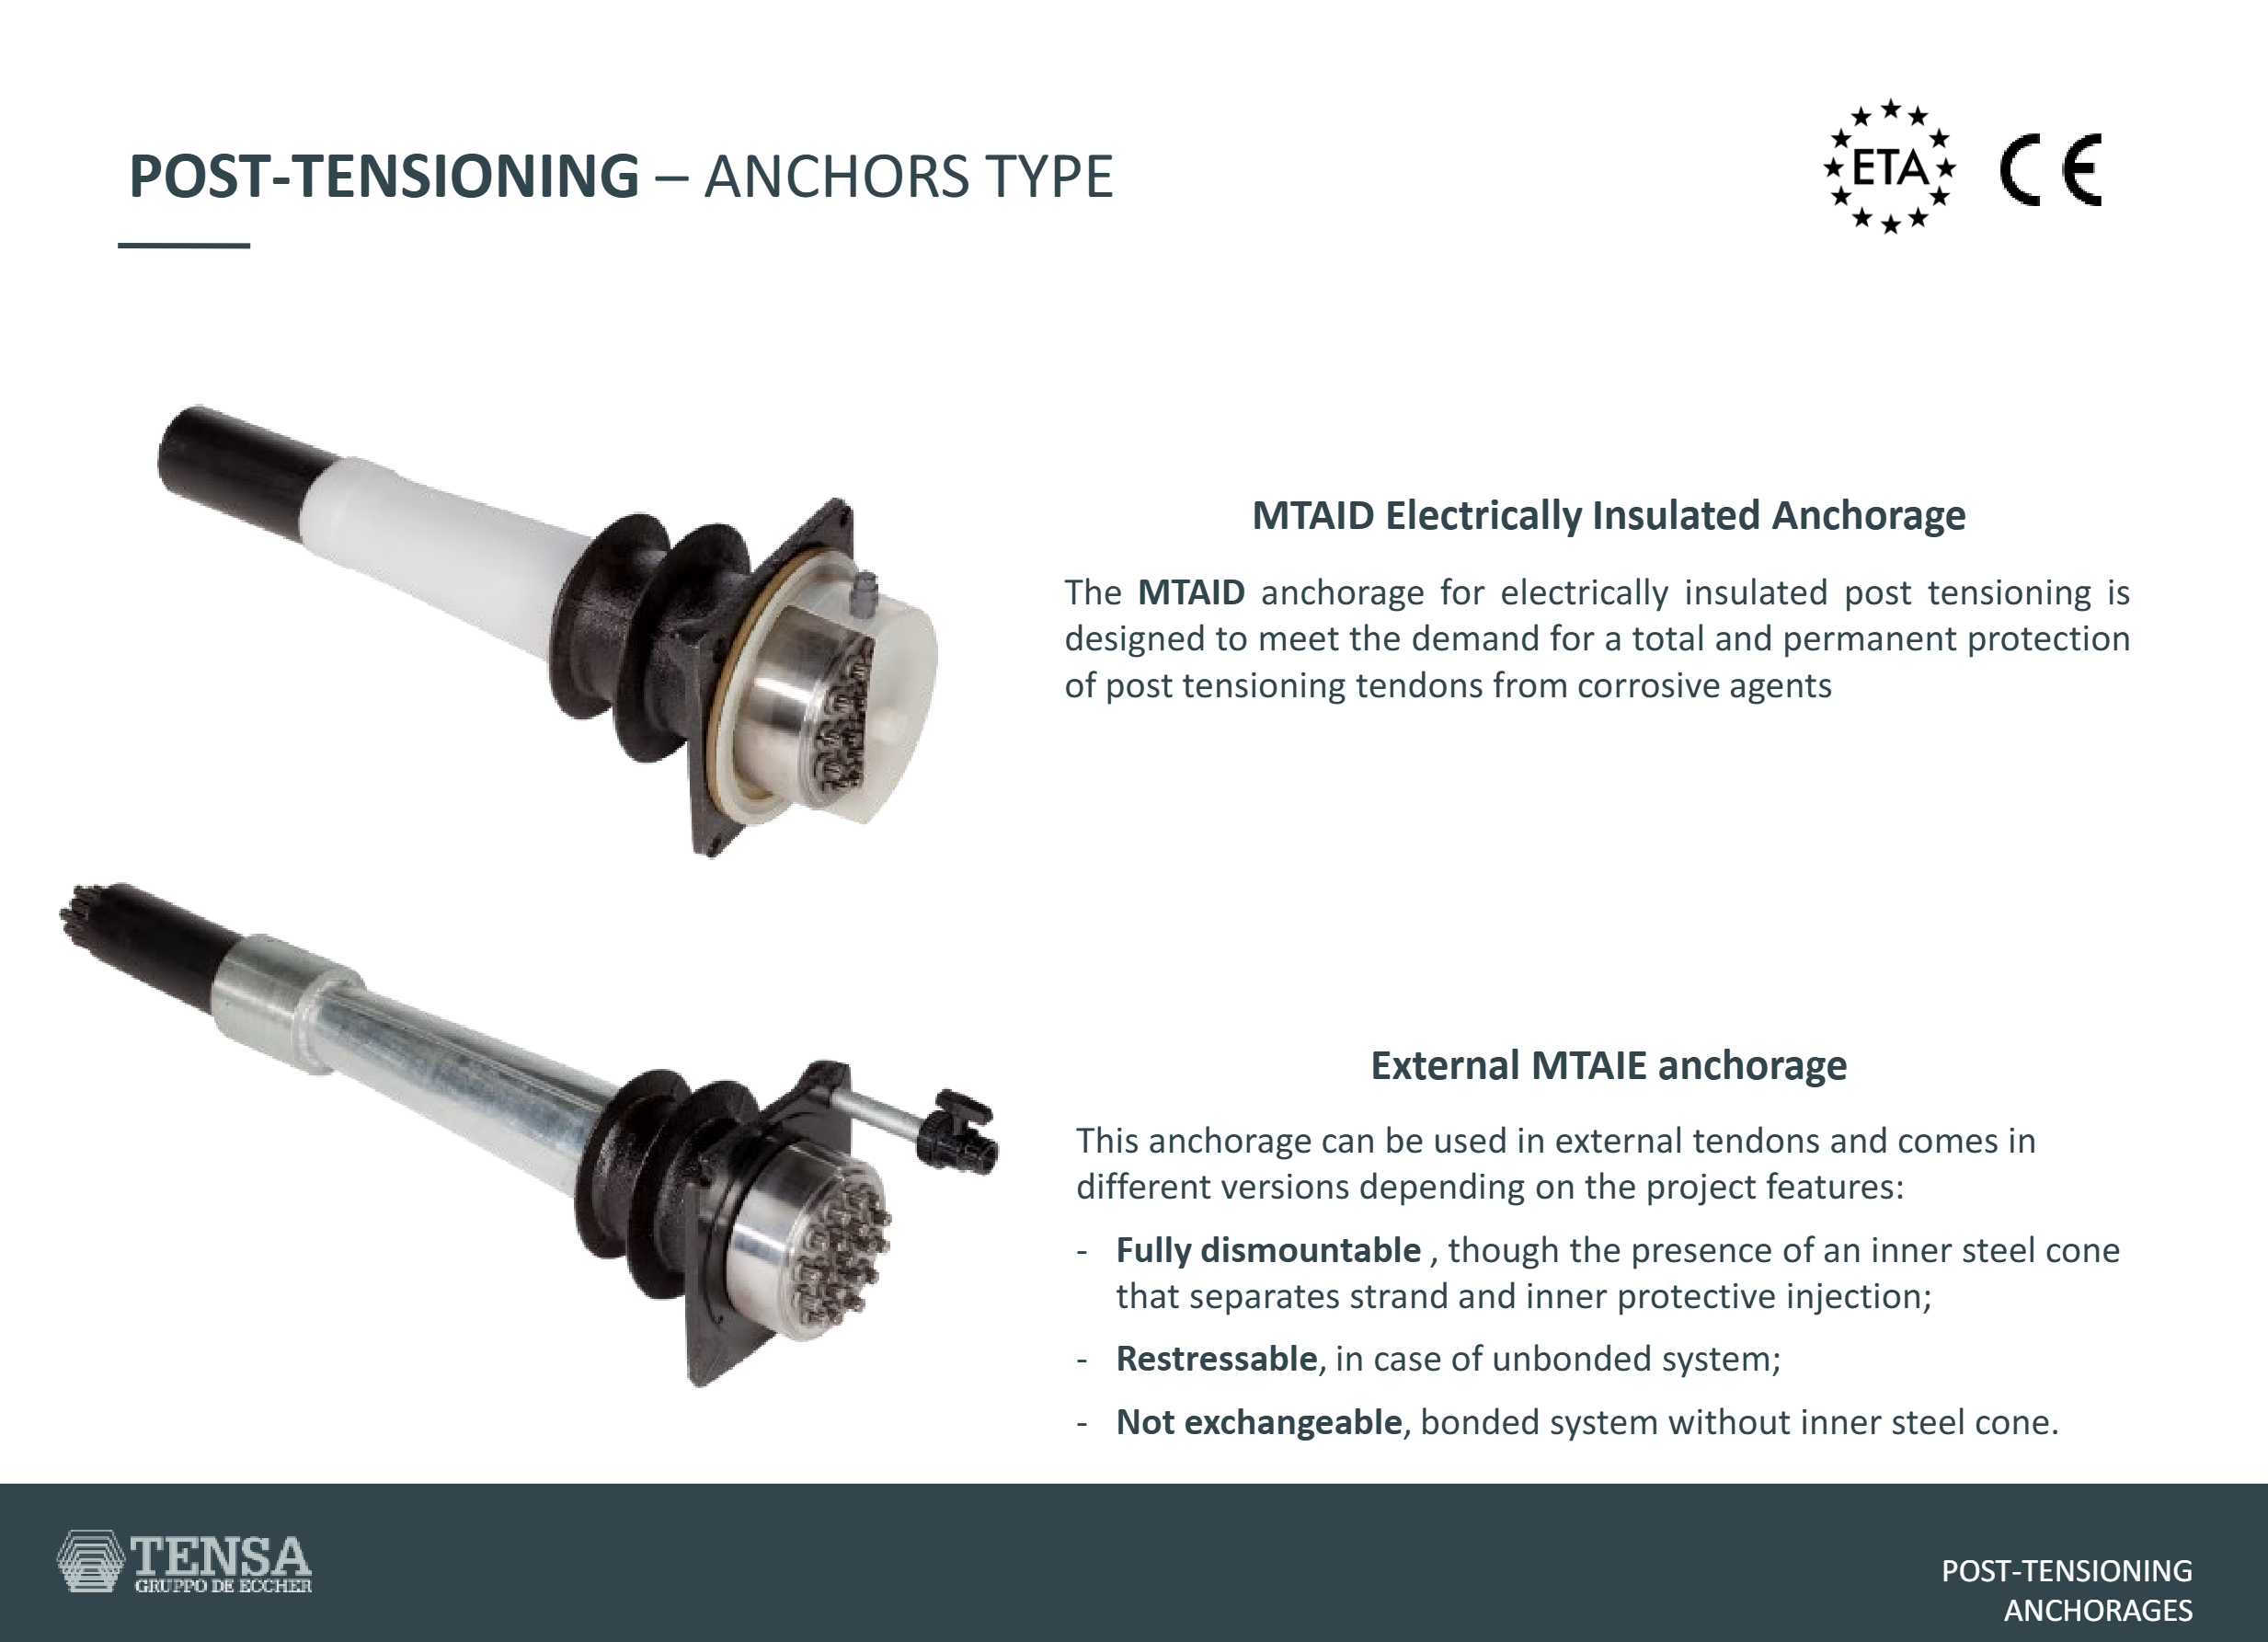 POST-TENSIONING – ANCHORS TYPE
ETA
CE
MTAID Electrically Insulated Anchorage
The MTAID anchorage for electrically insulated post tensioning is
designed to meet the demand for a total and permanent protection
of post tensioning tendons from corrosive agents
External MTAIE anchorage
This anchorage can be used in external tendons and comes in
different versions depending on the project features:
- Fully dismountable , though the presence of an inner steel cone
that separates strand and inner protective injection;
- Restressable, in case of unbonded system;
- Not exchangeable, bonded system without inner steel cone.
TENSA
GRUPPO DE ECCHER
POST-TENSIONING
ANCHORAGES